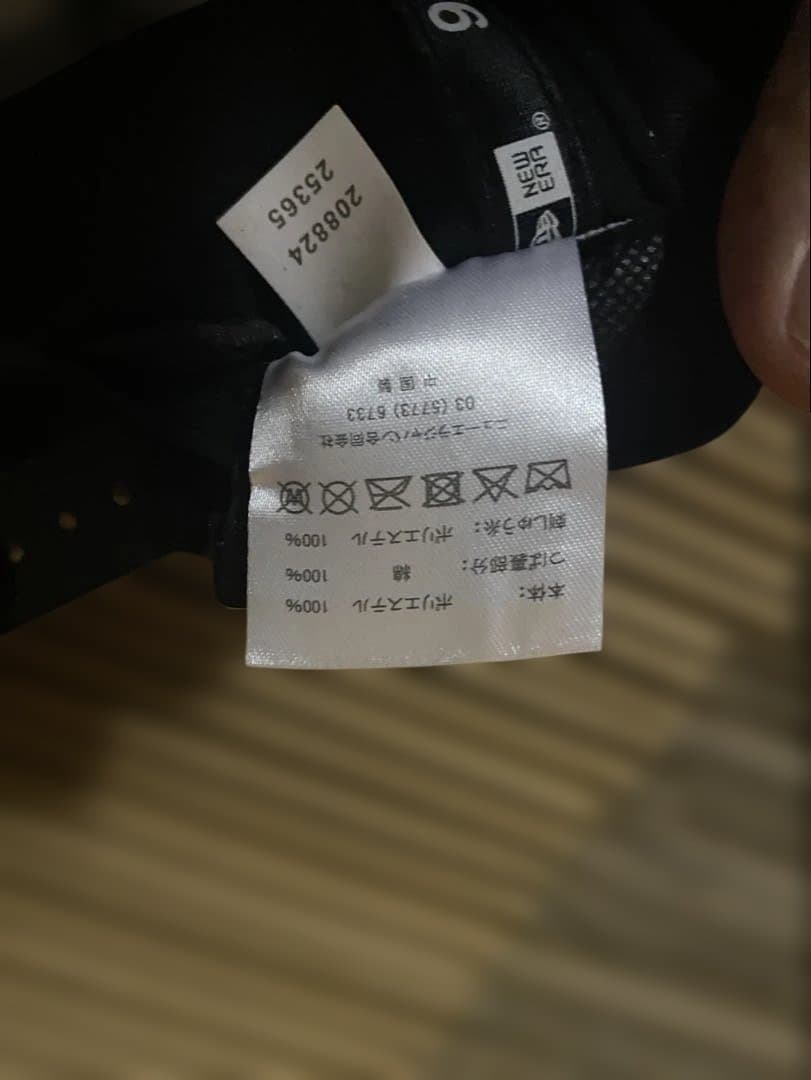 本体: ポリエステル 100%
つば裏部分: 綿 100%
刺しゅう糸: ポリエステル 100%
W
ニューエラジャパン合同会社
03 (5773) 6733
中国製
208824
25365
NEW
ERA
®